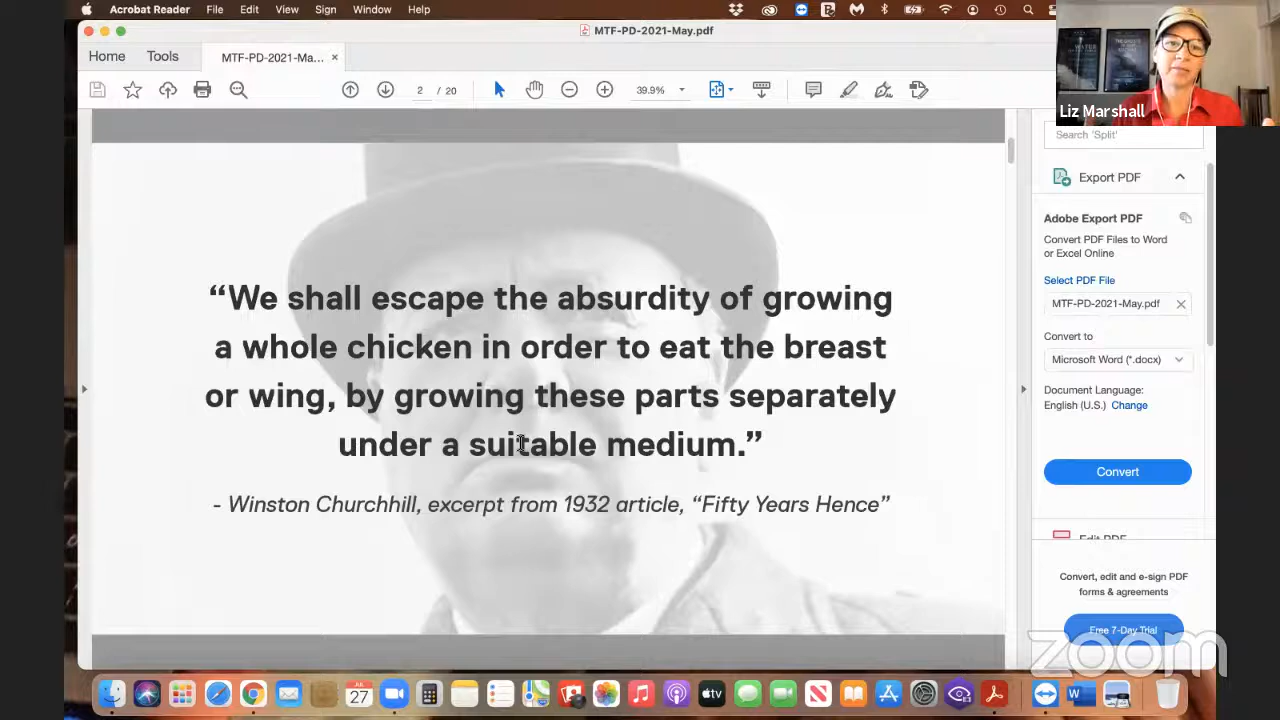 Acrobat Reader File Edit View Sign Window Help
MTF-PD-2021-May.pdf
Home Tools MTF-PD-2021-Ma... ×
2 / 20 39.9%
Liz Marshall
Search 'Split'
Export PDF
Adobe Export PDF
Convert PDF Files to Word
or Excel Online
Select PDF File
MTF-PD-2021-May.pdf
Convert to
Microsoft Word (*.docx)
Document Language:
English (U.S.) Change
Convert
Edit PDF
Convert, edit and e-sign PDF
forms & agreements
Free 7-Day Trial
“We shall escape the absurdity of growing
a whole chicken in order to eat the breast
or wing, by growing these parts separately
under a suitable medium.”
- Winston Churchhill, excerpt from 1932 article, “Fifty Years Hence”
zoom
27
tv